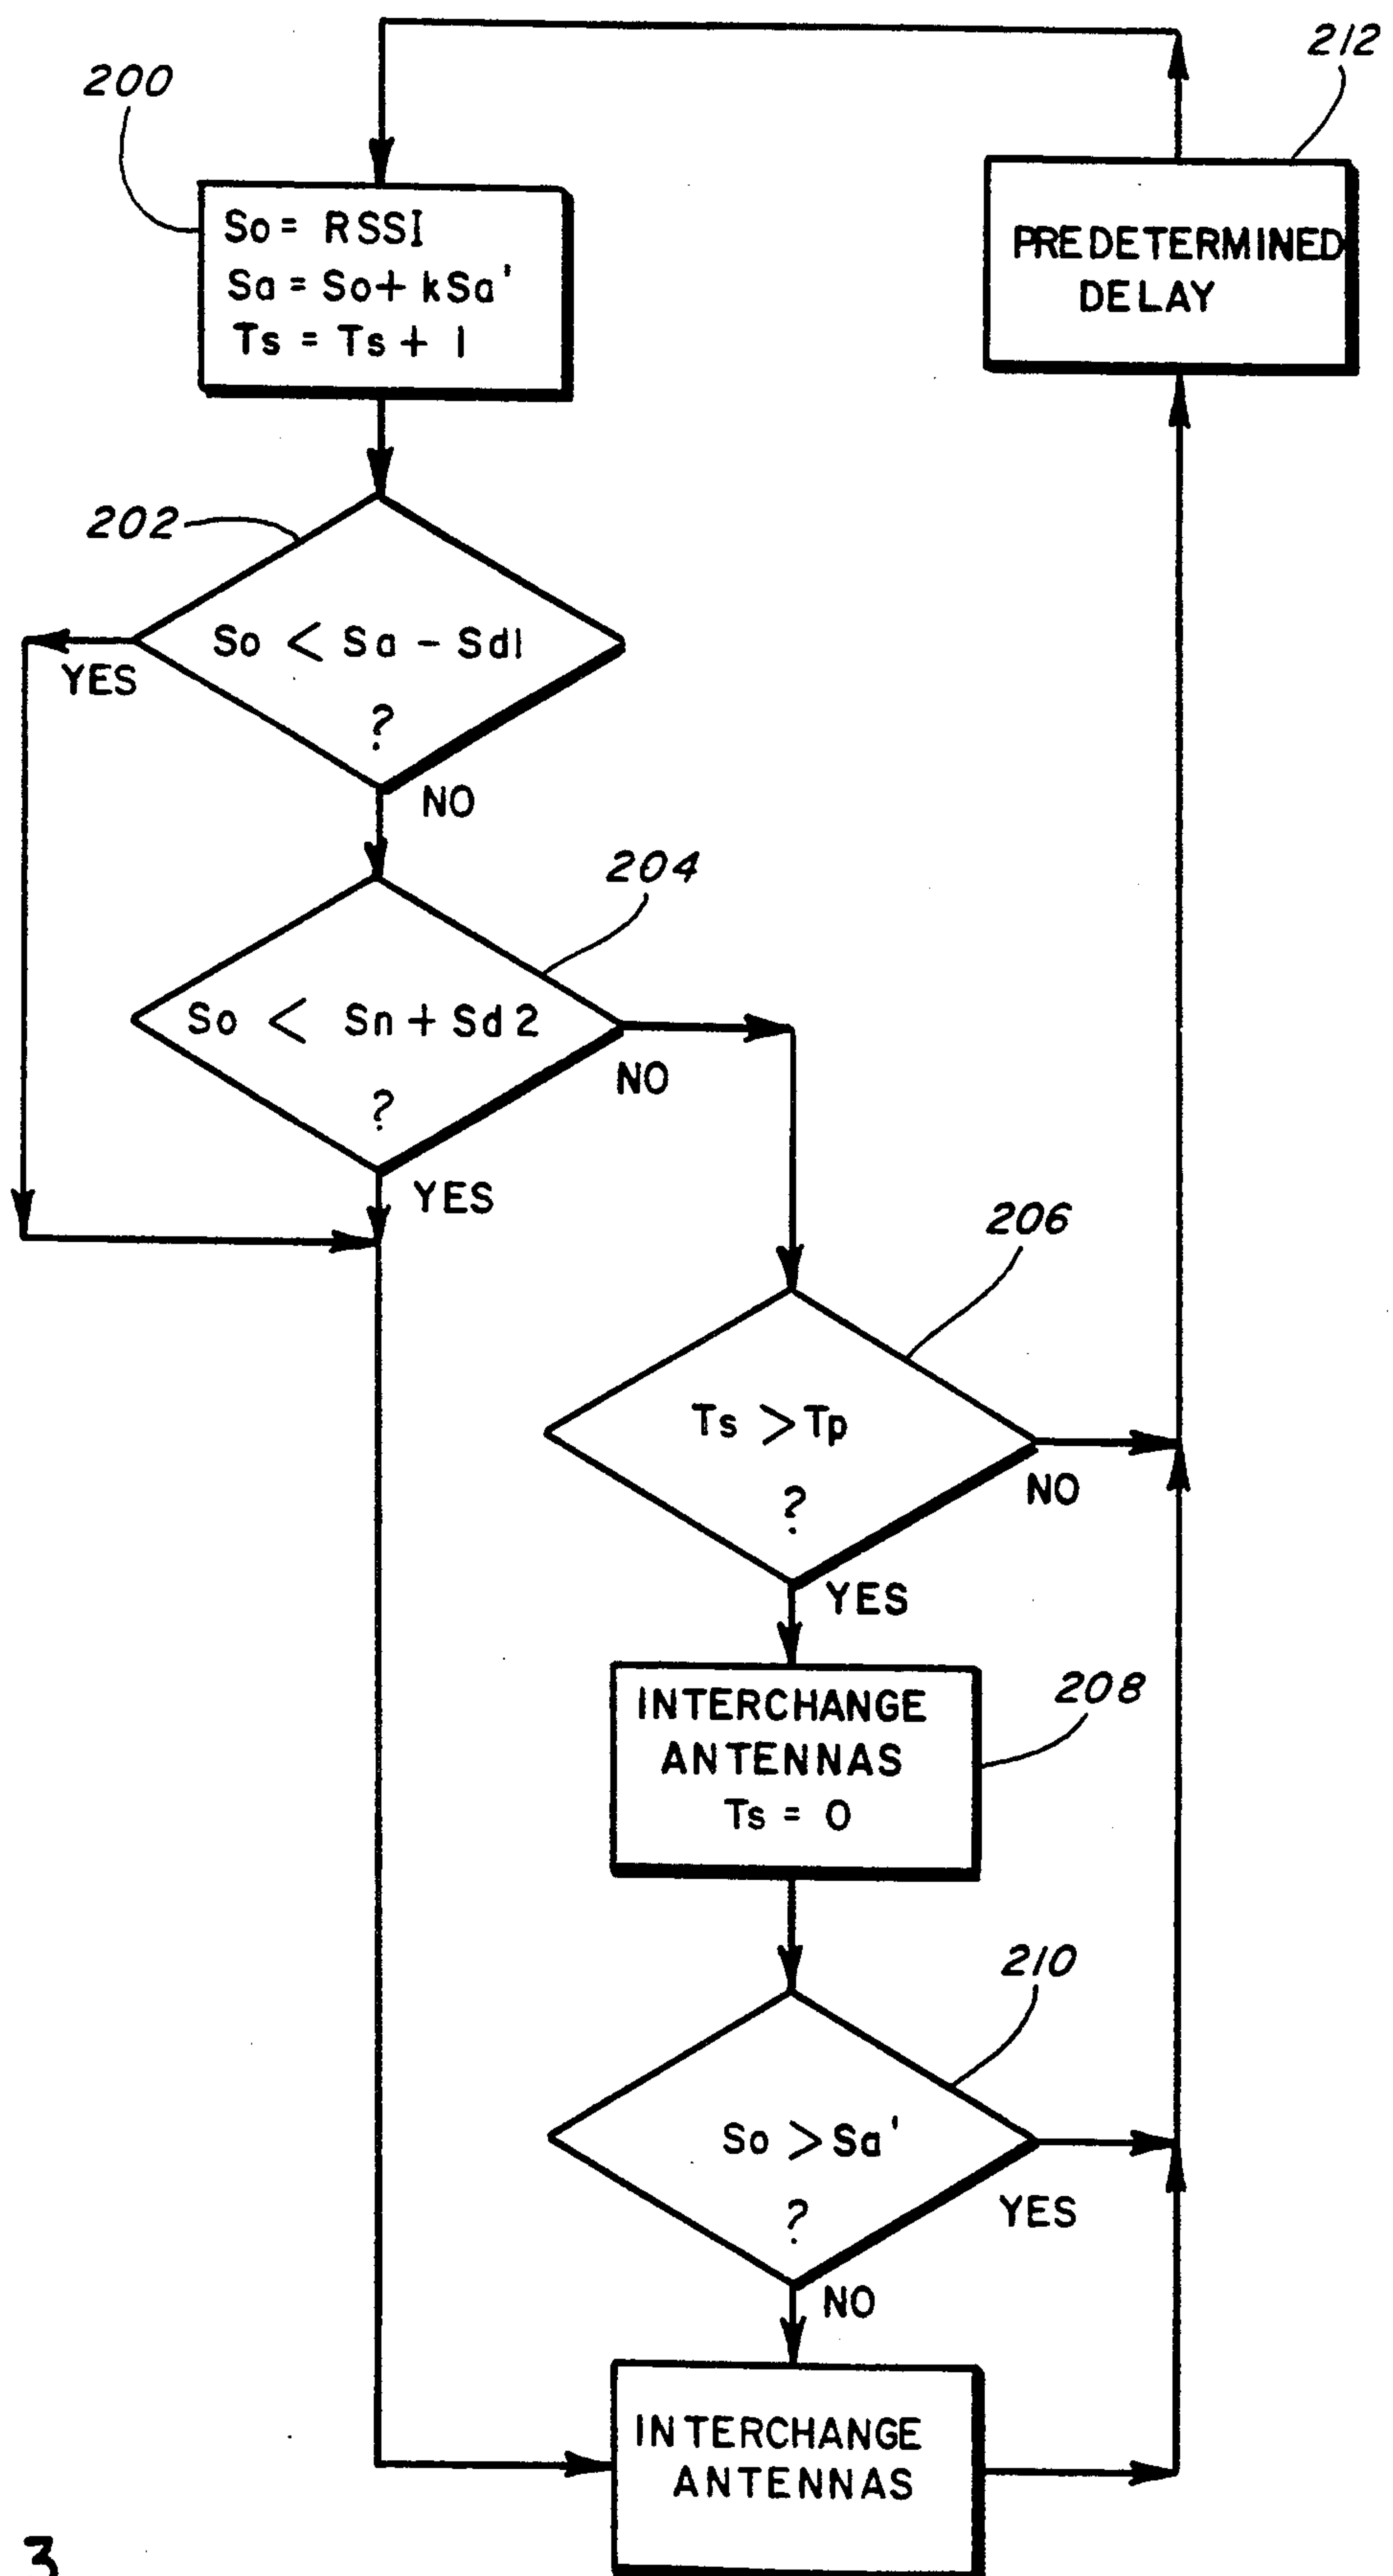 212
200
So = RSSI
Sa = So + kSa'
Ts = Ts + 1
PREDETERMINED
DELAY
202
So < Sa - Sd1
?
YES
NO
204
So < Sn + Sd2
?
NO
YES
206
Ts > Tp
?
NO
YES
208
INTERCHANGE
ANTENNAS
Ts = 0
210
So > Sa'
?
YES
NO
INTERCHANGE
ANTENNAS
3